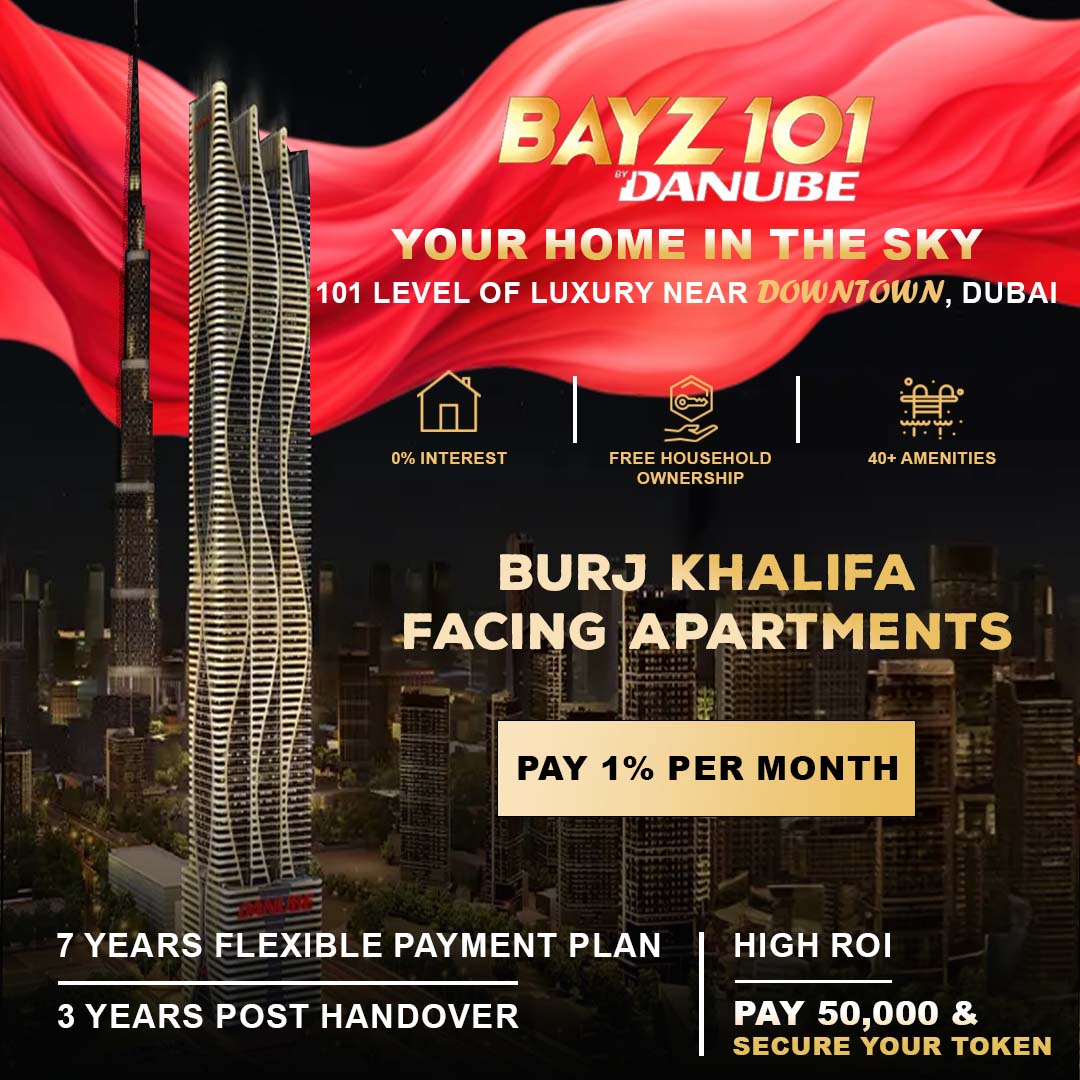 BAYZ 101
BY DANUBE
YOUR HOME IN THE SKY
101 LEVEL OF LUXURY NEAR DOWNTOWN, DUBAI
0% INTEREST
FREE HOUSEHOLD
OWNERSHIP
40+ AMENITIES
BURJ KHALIFA
FACING APARTMENTS
PAY 1% PER MONTH
DANUBE
7 YEARS FLEXIBLE PAYMENT PLAN
3 YEARS POST HANDOVER
HIGH ROI
PAY 50,000 &
SECURE YOUR TOKEN